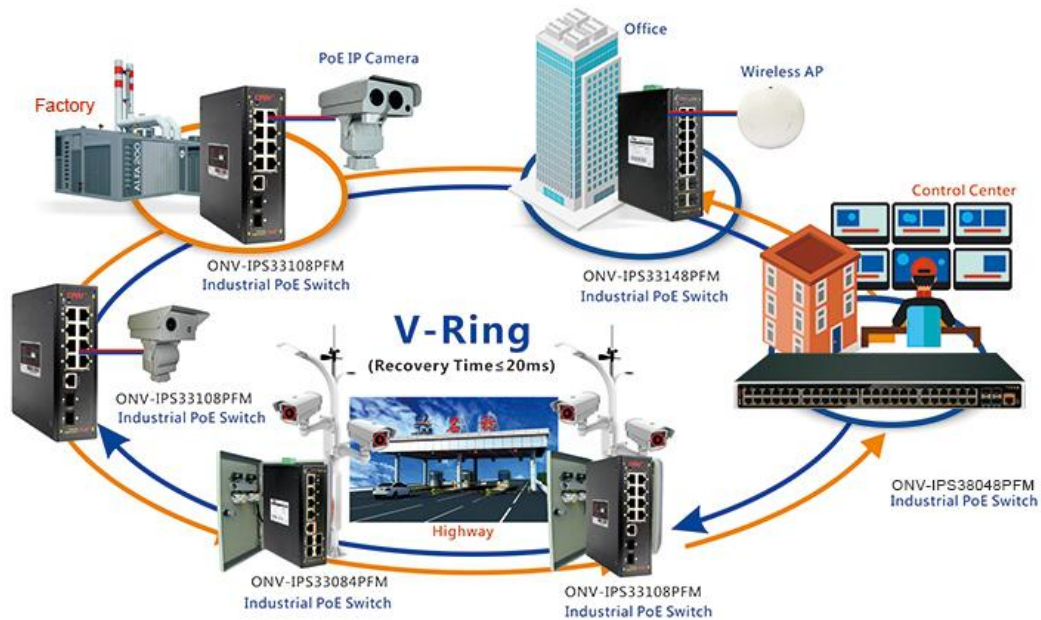 Office
PoE IP Camera
Wireless AP
Factory
ALFA 200
Control Center
ONV-IPS33108PFM
Industrial PoE Switch
ONV-IPS33148PFM
Industrial PoE Switch
V-Ring
(Recovery Time≤20ms)
ONV-IPS33108PFM
Industrial PoE Switch
ONV-IPS38048PFM
Industrial PoE Switch
Highway
ONV-IPS33084PFM
Industrial PoE Switch
ONV-IPS33108PFM
Industrial PoE Switch